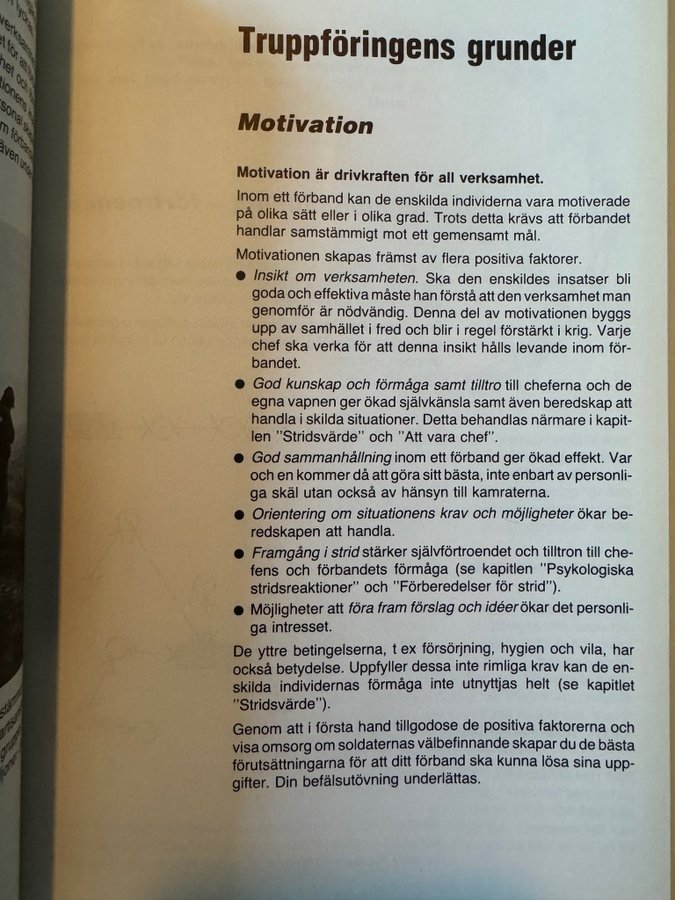 Truppföringens grunder
Motivation
Motivation är drivkraften för all verksamhet.
Inom ett förband kan de enskilda individerna vara motiverade
på olika sätt eller i olika grad. Trots detta krävs att förbandet
handlar samstämmigt mot ett gemensamt mål.
Motivationen skapas främst av flera positiva faktorer.
● Insikt om verksamheten. Ska den enskildes insatser bli
goda och effektiva måste han förstå att den verksamhet man
genomför är nödvändig. Denna del av motivationen byggs
upp av samhället i fred och blir i regel förstärkt i krig. Varje
chef ska verka för att denna insikt hålls levande inom för-
bandet.
● God kunskap och förmåga samt tilltro till cheferna och de
egna vapnen ger ökad självkänsla samt även beredskap att
handla i skilda situationer. Detta behandlas närmare i kapit-
len ”Stridsvärde” och ”Att vara chef”.
● God sammanhållning inom ett förband ger ökad effekt. Var
och en kommer då att göra sitt bästa, inte enbart av personli-
ga skäl utan också av hänsyn till kamraterna.
● Orientering om situationens krav och möjligheter ökar be-
redskapen att handla.
● Framgång i strid stärker självförtroendet och tilltron till che-
fens och förbandets förmåga (se kapitlen ”Psykologiska
stridsreaktioner” och ”Förberedelser för strid”).
● Möjligheter att föra fram förslag och idéer ökar det personli-
ga intresset.
De yttre betingelserna, t ex försörjning, hygien och vila, har
också betydelse. Uppfyller dessa inte rimliga krav kan de en-
skilda individernas förmåga inte utnyttjas helt (se kapitlet
”Stridsvärde”).
Genom att i första hand tillgodose de positiva faktorerna och
visa omsorg om soldaternas välbefinnande skapar du de bästa
förutsättningarna för att ditt förband ska kunna lösa sina upp-
gifter. Din befälsutövning underlättas.